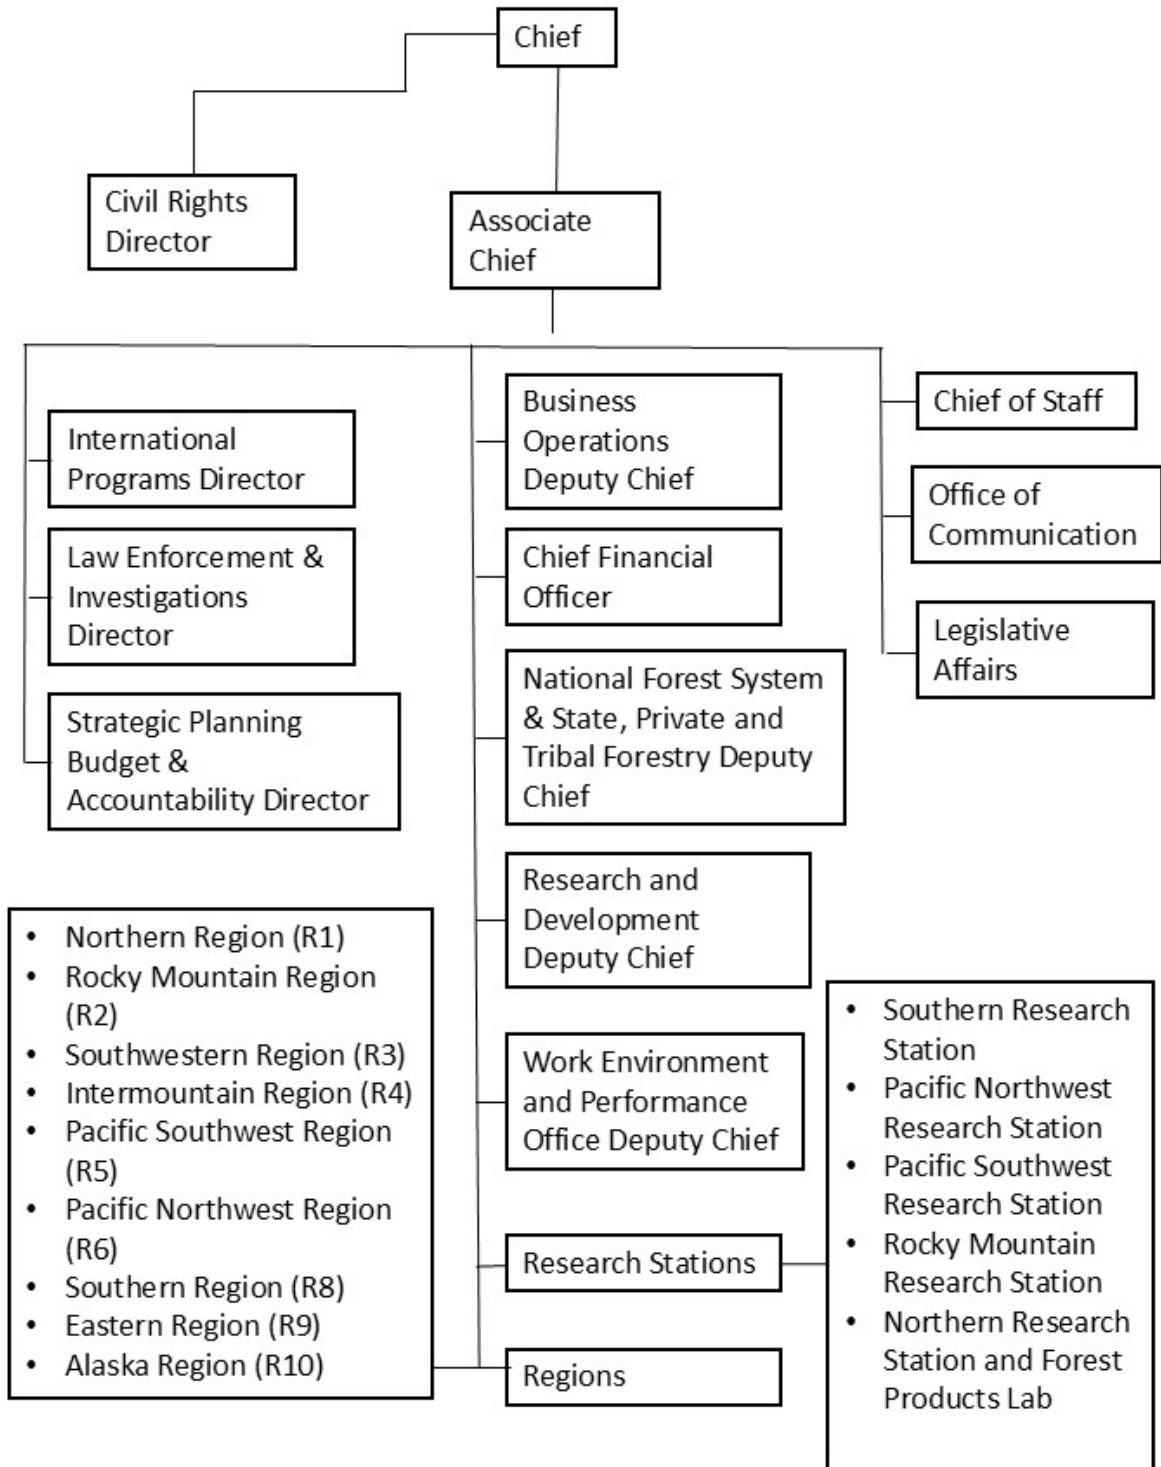 Chief
Civil Rights
Director
Associate
Chief
International
Programs Director
Law Enforcement &
Investigations
Director
Strategic Planning
Budget &
Accountability Director
Business
Operations
Deputy Chief
Chief Financial
Officer
National Forest System
& State, Private and
Tribal Forestry Deputy
Chief
Research and
Development
Deputy Chief
Work Environment
and Performance
Office Deputy Chief
Research Stations
Regions
Chief of Staff
Office of
Communication
Legislative
Affairs
• Northern Region (R1)
• Rocky Mountain Region
(R2)
• Southwestern Region (R3)
• Intermountain Region (R4)
• Pacific Southwest Region
(R5)
• Pacific Northwest Region
(R6)
• Southern Region (R8)
• Eastern Region (R9)
• Alaska Region (R10)
• Southern Research
Station
• Pacific Northwest
Research Station
• Pacific Southwest
Research Station
• Rocky Mountain
Research Station
• Northern Research
Station and Forest
Products Lab